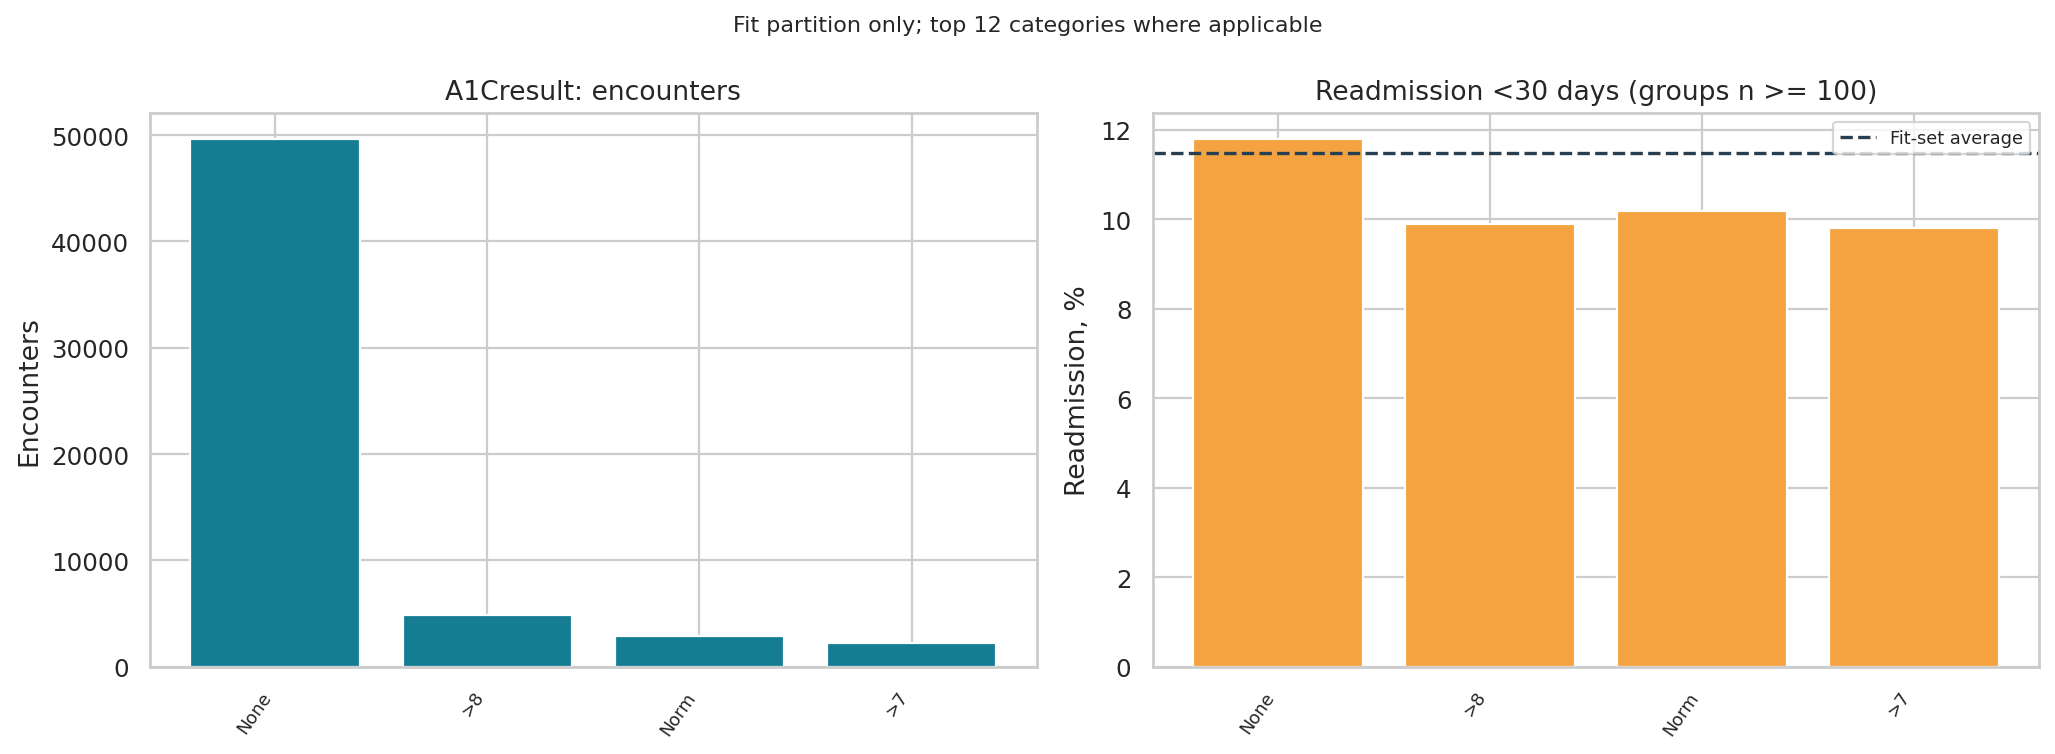 Fit partition only; top 12 categories where applicable
A1Cresult: encounters
Encounters
50000
40000
30000
20000
10000
0
None
>8
Norm
>7
Readmission <30 days (groups n >= 100)
Fit-set average
Readmission, %
12
10
8
6
4
2
0
None
>8
Norm
>7